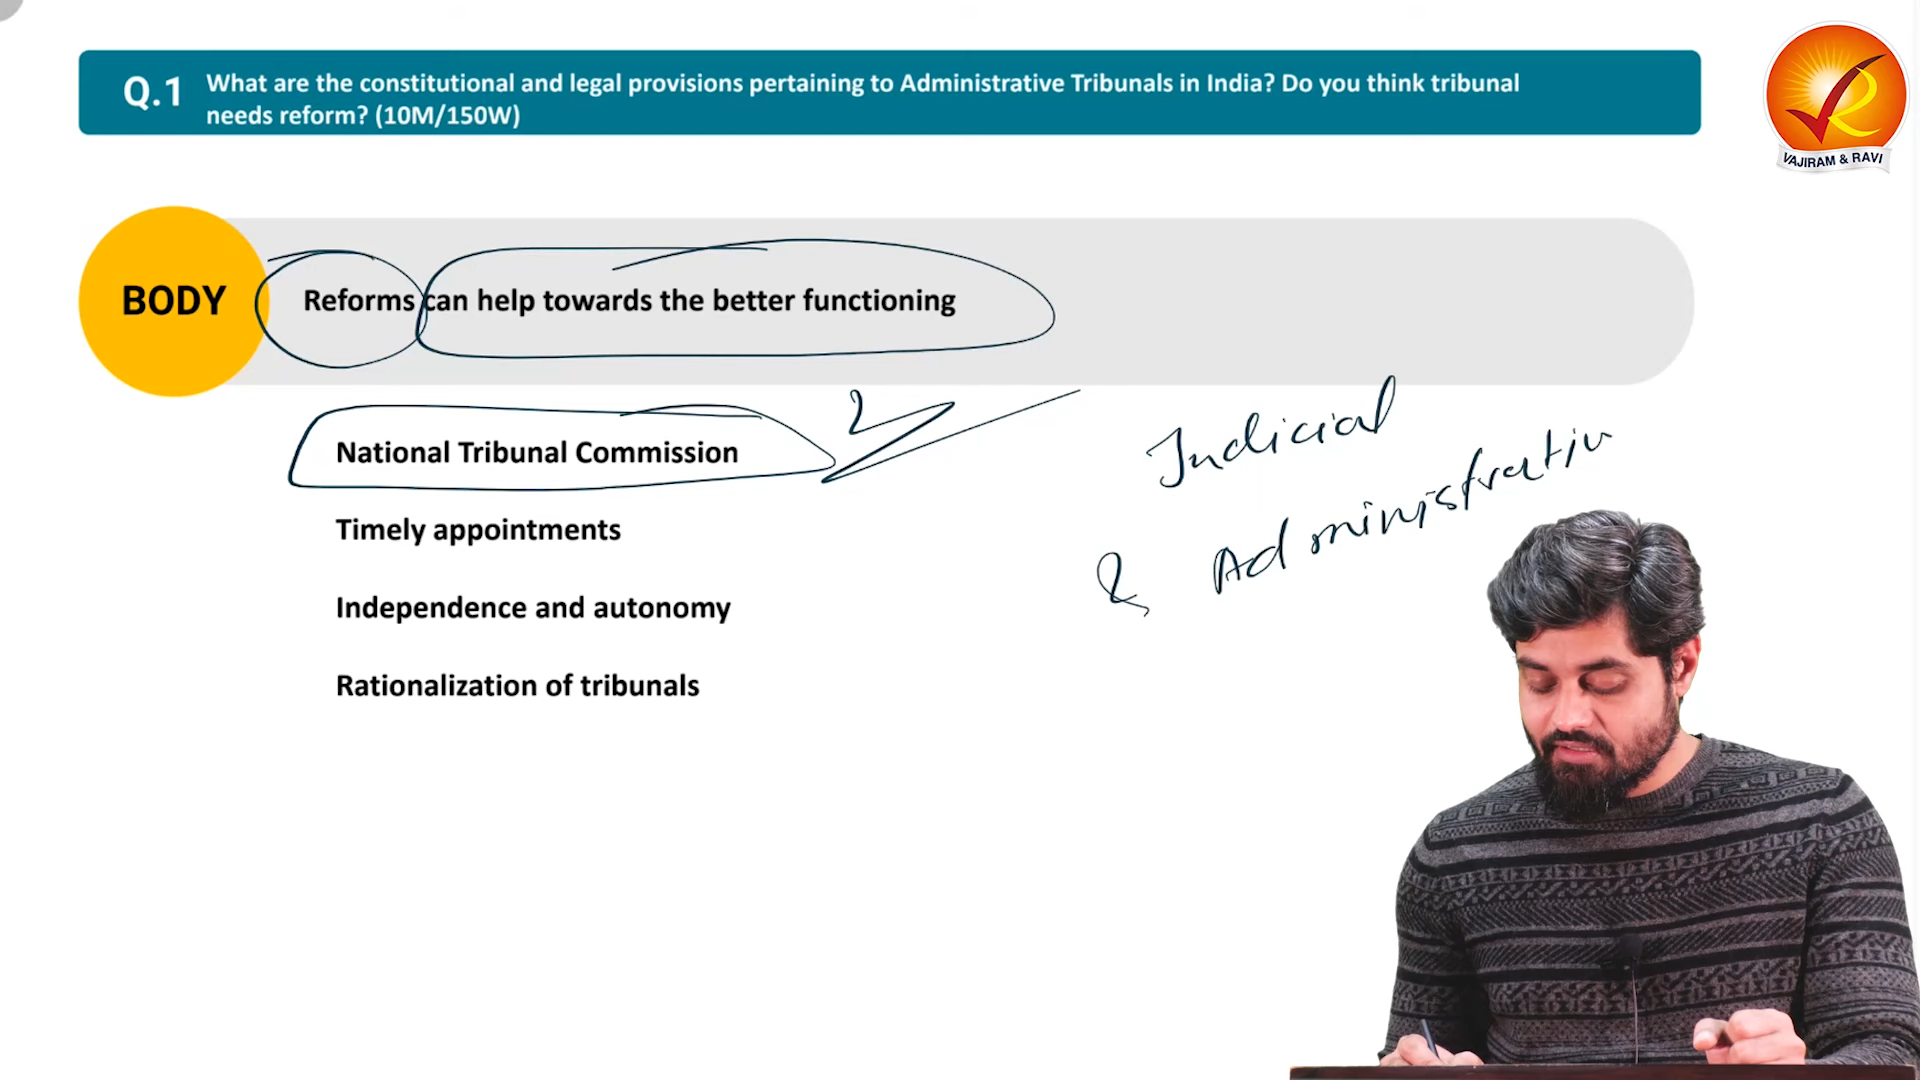 Q.1 What are the constitutional and legal provisions pertaining to Administrative Tribunals in India? Do you think tribunal
needs reform? (10M/150W)
VAJIRAM & RAVI
BODY
Reforms can help towards the better functioning
National Tribunal Commission
Judicial
& Administrativ
Timely appointments
Independence and autonomy
Rationalization of tribunals